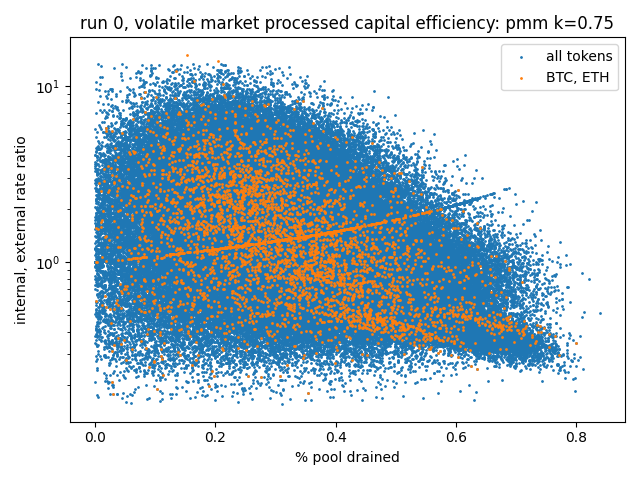 run 0, volatile market processed capital efficiency: pmm k=0.75
all tokens
BTC, ETH
internal, external rate ratio
10¹
10⁰
0.0 0.2 0.4 0.6 0.8
% pool drained